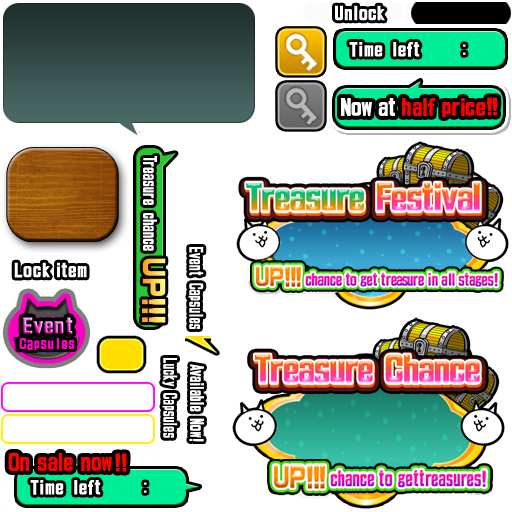 Unlock
Time left :
Now at half price!!
Treasure chance UP!!!
Treasure Festival
UP!!! chance to get treasure in all stages!
Lock item
Event
Capsules
Event Capsules
Available Now!
Lucky Capsules
Treasure Chance
UP!!! chance to gettreasures!
On sale now!!
Time left :